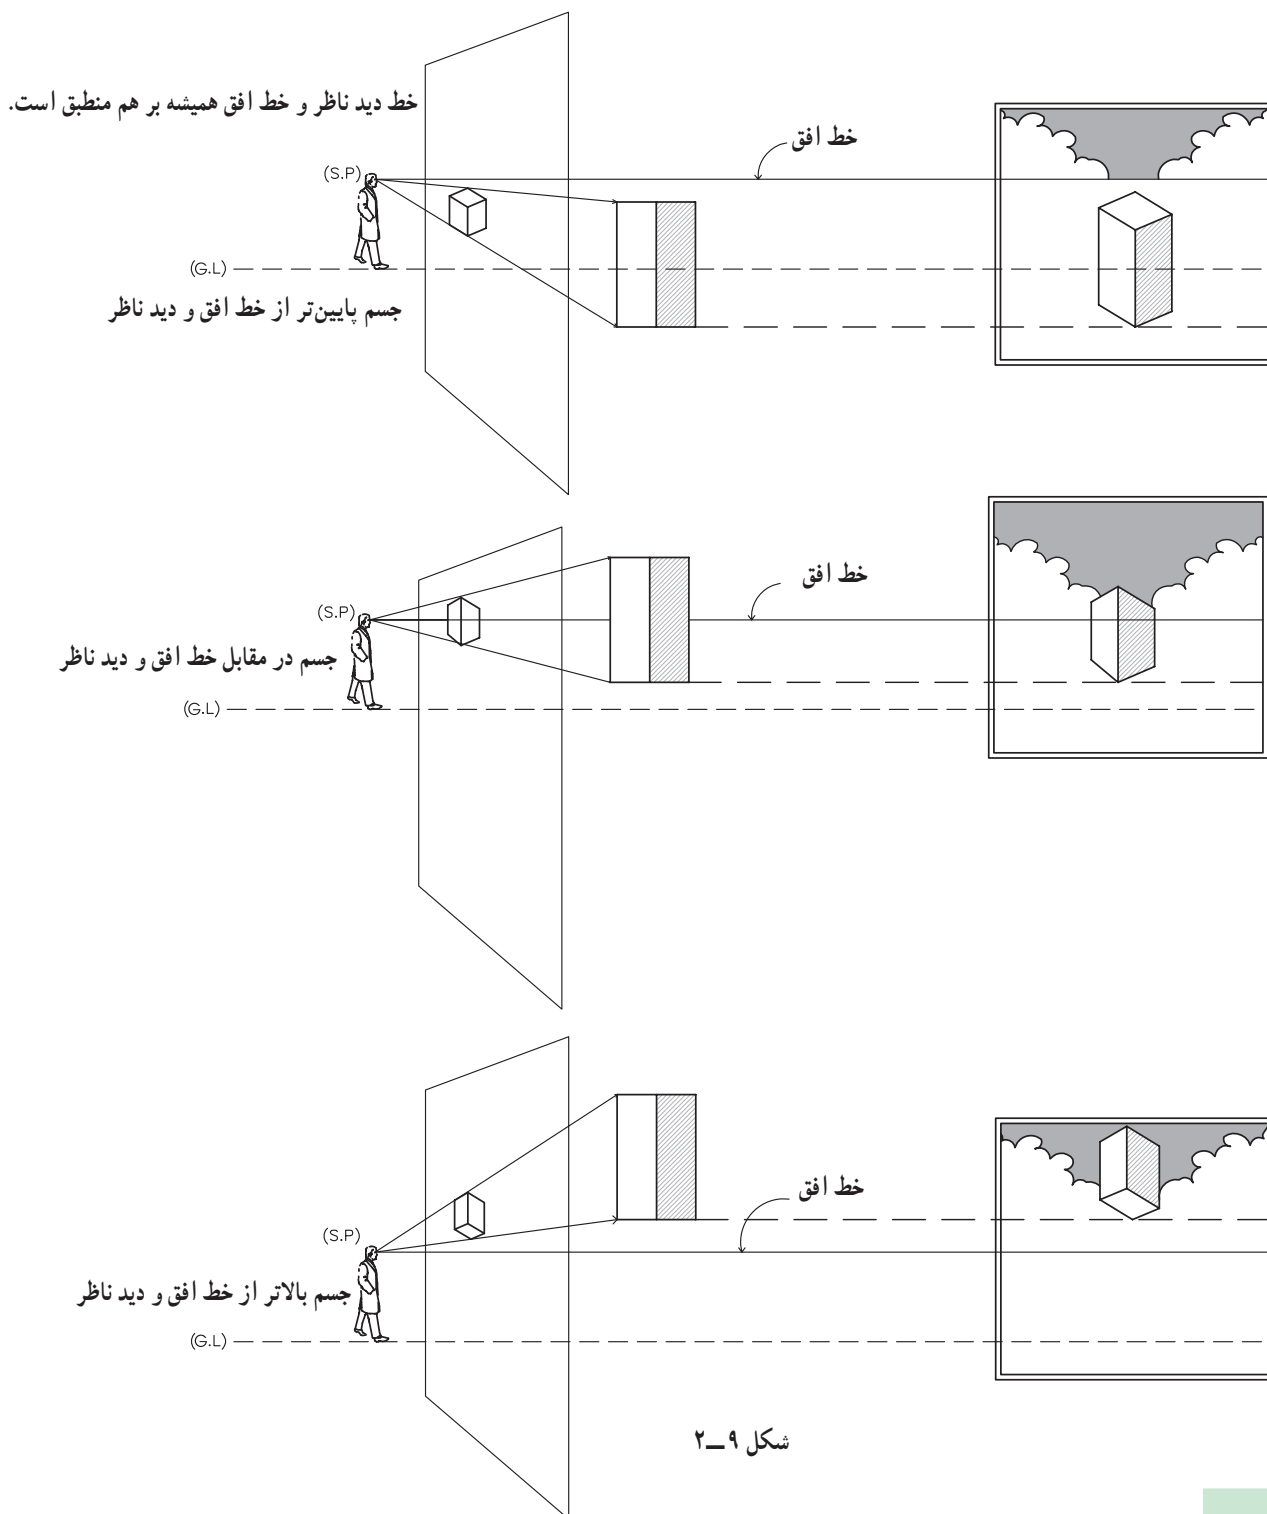 خط دید ناظر و خط افق همیشه بر هم منطبق است.
خط افق
(S.P)
(G.L)
جسم پایین‌تر از خط افق و دید ناظر
خط افق
(S.P)
جسم در مقابل خط افق و دید ناظر
(G.L)
خط افق
(S.P)
جسم بالاتر از خط افق و دید ناظر
(G.L)
شکل ۹ــ۲